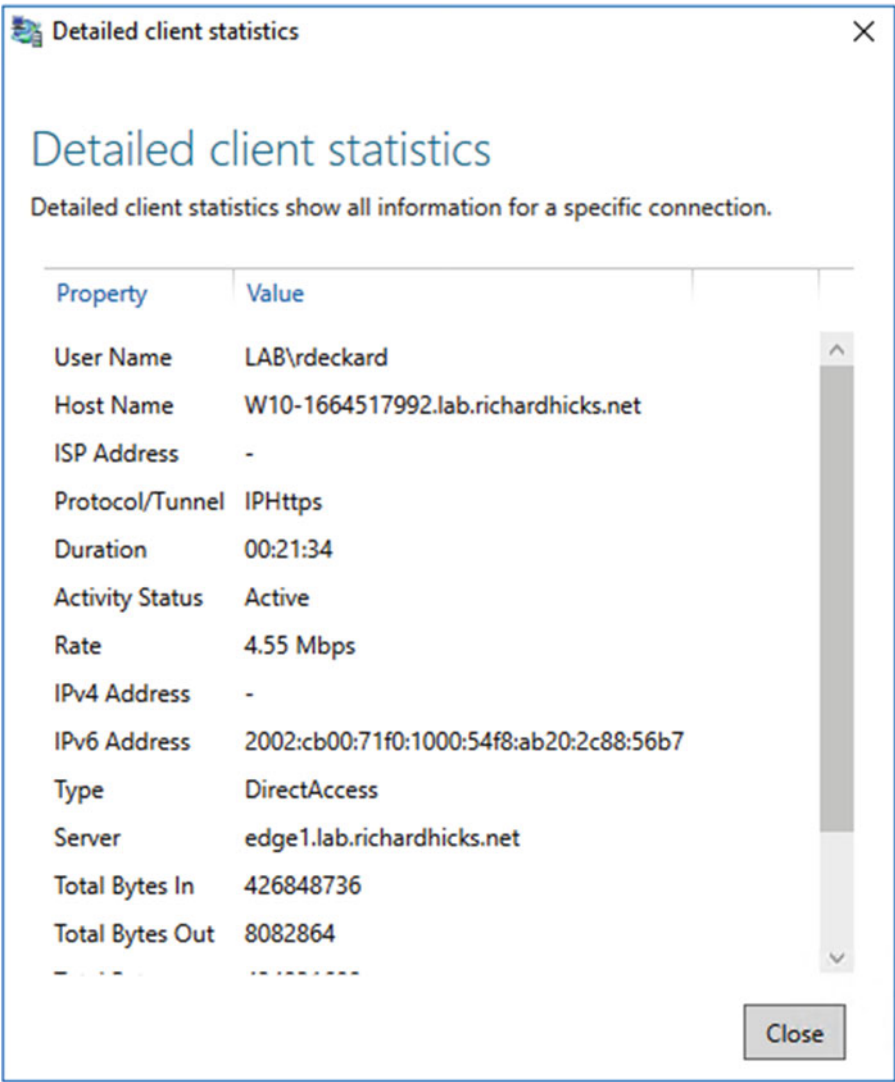 Detailed client statistics
Detailed client statistics
Detailed client statistics show all information for a specific connection.
Property Value
User Name LAB\rdeckard
Host Name W10-1664517992.lab.richardhicks.net
ISP Address -
Protocol/Tunnel IPHttps
Duration 00:21:34
Activity Status Active
Rate 4.55 Mbps
IPv4 Address -
IPv6 Address 2002:cb00:71f0:1000:54f8:ab20:2c88:56b7
Type DirectAccess
Server edge1.lab.richardhicks.net
Total Bytes In 426848736
Total Bytes Out 8082864
Close